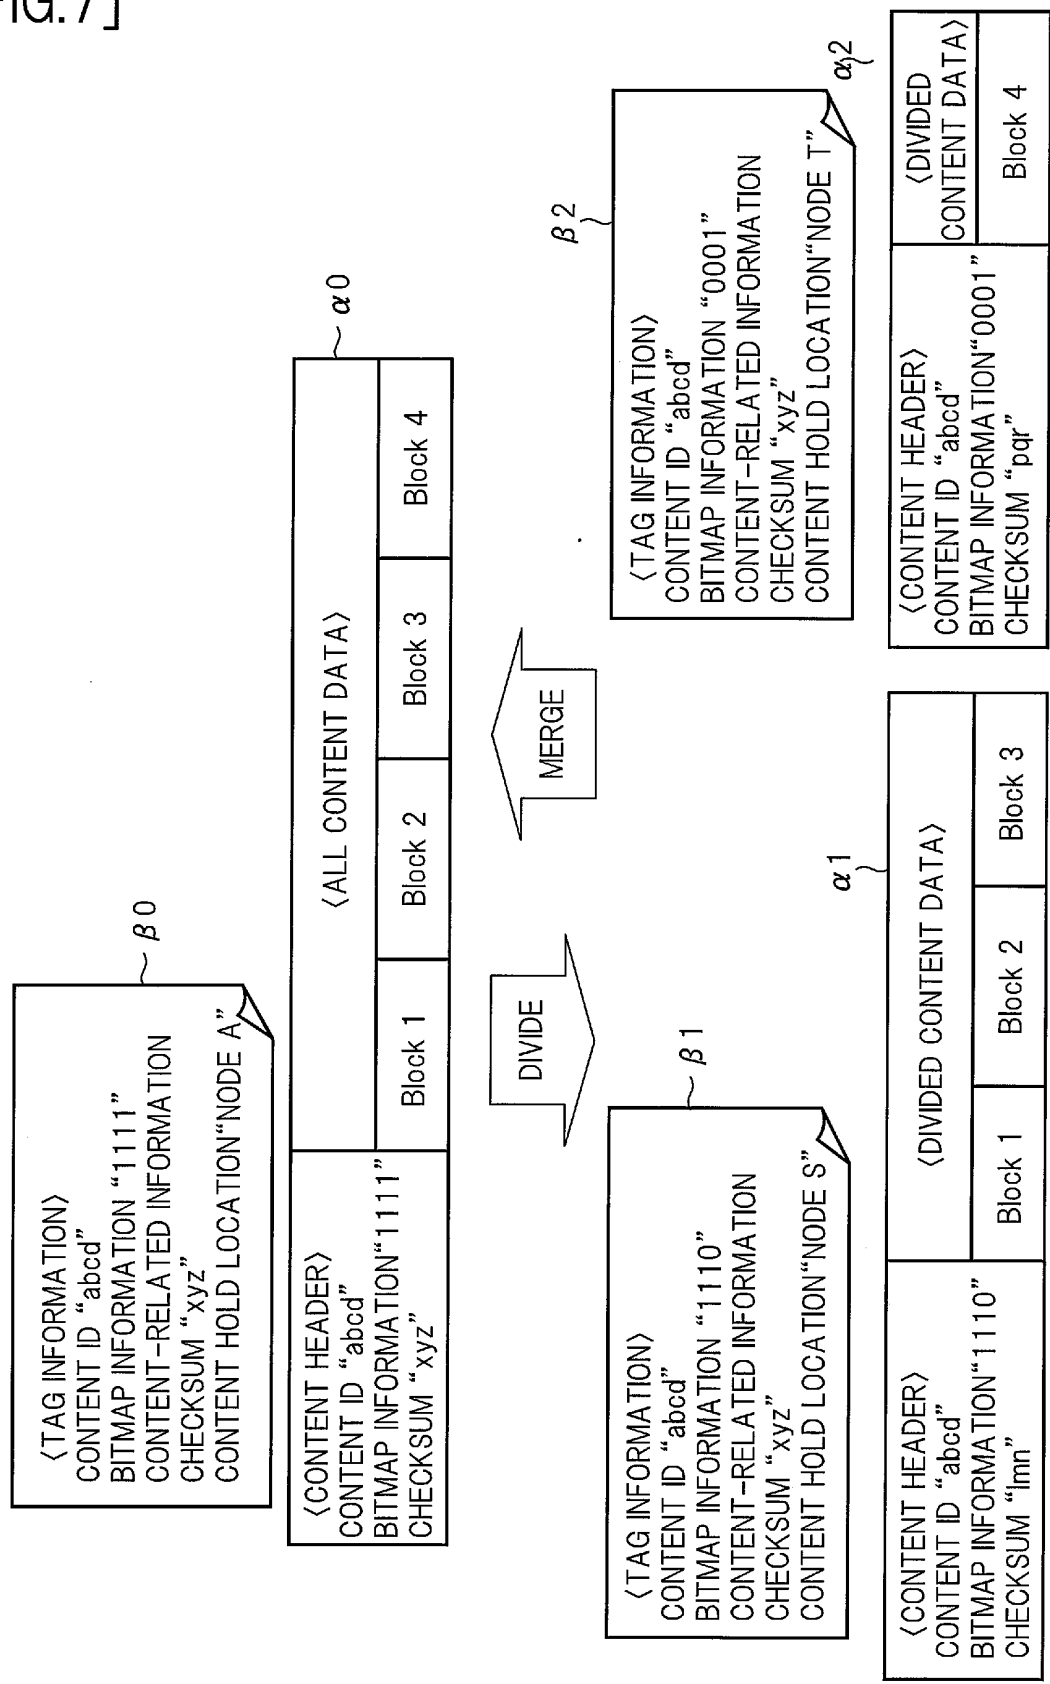 FIG.7]
<TAG INFORMATION>
CONTENT ID “abcd”
BITMAP INFORMATION “1111”
CONTENT-RELATED INFORMATION
CHECKSUM “xyz”
CONTENT HOLD LOCATION“NODE A”
β0
<CONTENT HEADER>
CONTENT ID “abcd”
BITMAP INFORMATION“1111”
CHECKSUM “xyz”
<ALL CONTENT DATA>
Block 1
Block 2
Block 3
Block 4
α0
DIVIDE
MERGE
<TAG INFORMATION>
CONTENT ID “abcd”
BITMAP INFORMATION “1110”
CONTENT-RELATED INFORMATION
CHECKSUM “xyz”
CONTENT HOLD LOCATION“NODE S”
β1
<TAG INFORMATION>
CONTENT ID “abcd”
BITMAP INFORMATION “0001”
CONTENT-RELATED INFORMATION
CHECKSUM “xyz”
CONTENT HOLD LOCATION“NODE T”
β2
<CONTENT HEADER>
CONTENT ID “abcd”
BITMAP INFORMATION“1110”
CHECKSUM “lmn”
<DIVIDED CONTENT DATA>
Block 1
Block 2
Block 3
α1
<CONTENT HEADER>
CONTENT ID “abcd”
BITMAP INFORMATION“0001”
CHECKSUM “pqr”
<DIVIDED
CONTENT DATA>
Block 4
α2